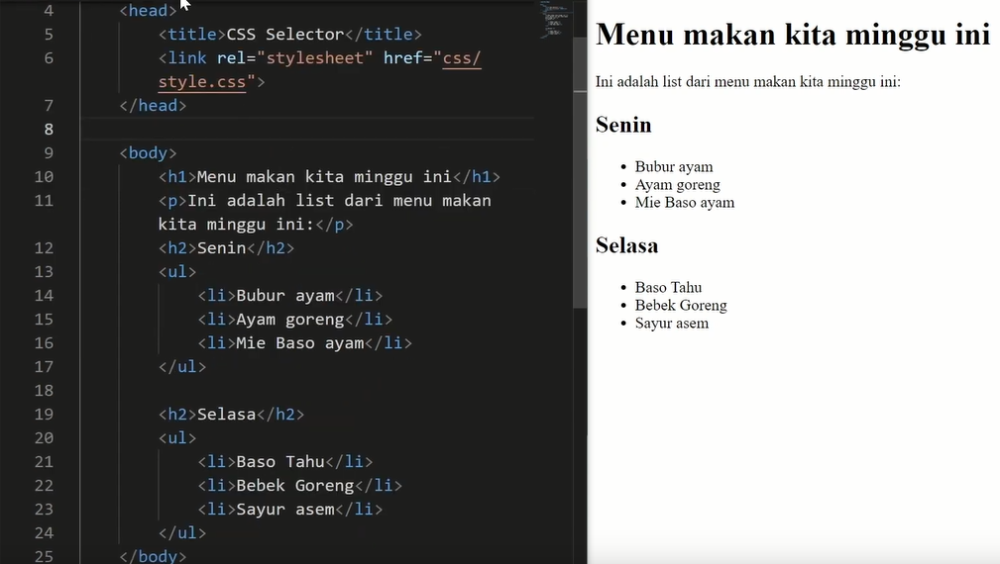 4 <head>
5 <title>CSS Selector</title>
6 <link rel="stylesheet" href="css/
style.css">
7 </head>
8
9 <body>
10 <h1>Menu makan kita minggu ini</h1>
11 <p>Ini adalah list dari menu makan
kita minggu ini:</p>
12 <h2>Senin</h2>
13 <ul>
14 <li>Bubur ayam</li>
15 <li>Ayam goreng</li>
16 <li>Mie Baso ayam</li>
17 </ul>
18
19 <h2>Selasa</h2>
20 <ul>
21 <li>Baso Tahu</li>
22 <li>Bebek Goreng</li>
23 <li>Sayur asem</li>
24 </ul>
25 </body>
Menu makan kita minggu ini
Ini adalah list dari menu makan kita minggu ini:
Senin
• Bubur ayam
• Ayam goreng
• Mie Baso ayam
Selasa
• Baso Tahu
• Bebek Goreng
• Sayur asem